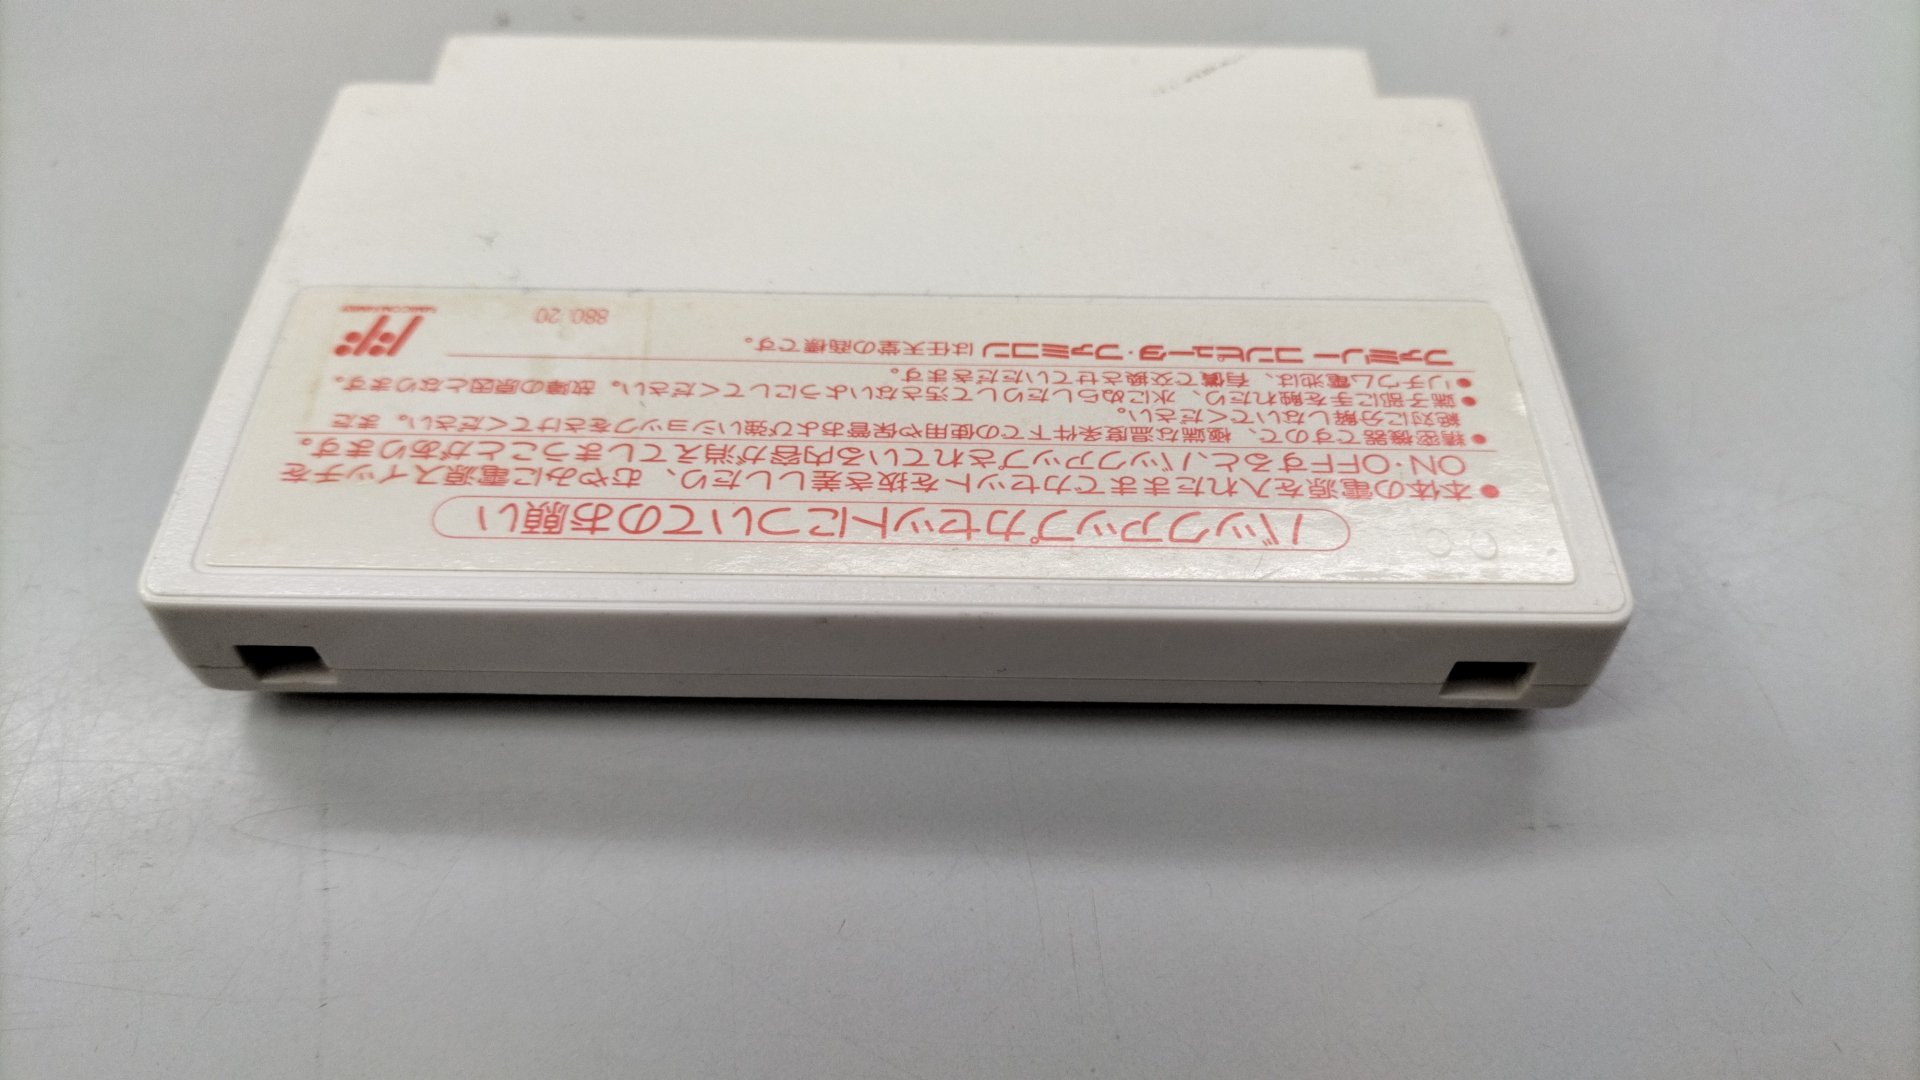 バックアップカセットについてのお願い
●本体の電源を入れたままでカセットを抜き差ししたり、むやみに電源スイッチを
ON・OFFすると、バックアップされている内容が消えてしまうことがあります。
●精密機器ですので、極端な温度条件下での使用や保管および強いショックをさけてください。また
絶対に分解しないでください。
●端子部に手を触れたり、水にぬらしたりして汚さないようにしてください。故障の原因となります。
●リチウム電池は、有償で交換させていただきます。
ファミリーコンピュータ・ファミコンは任天堂の商標です。
FF